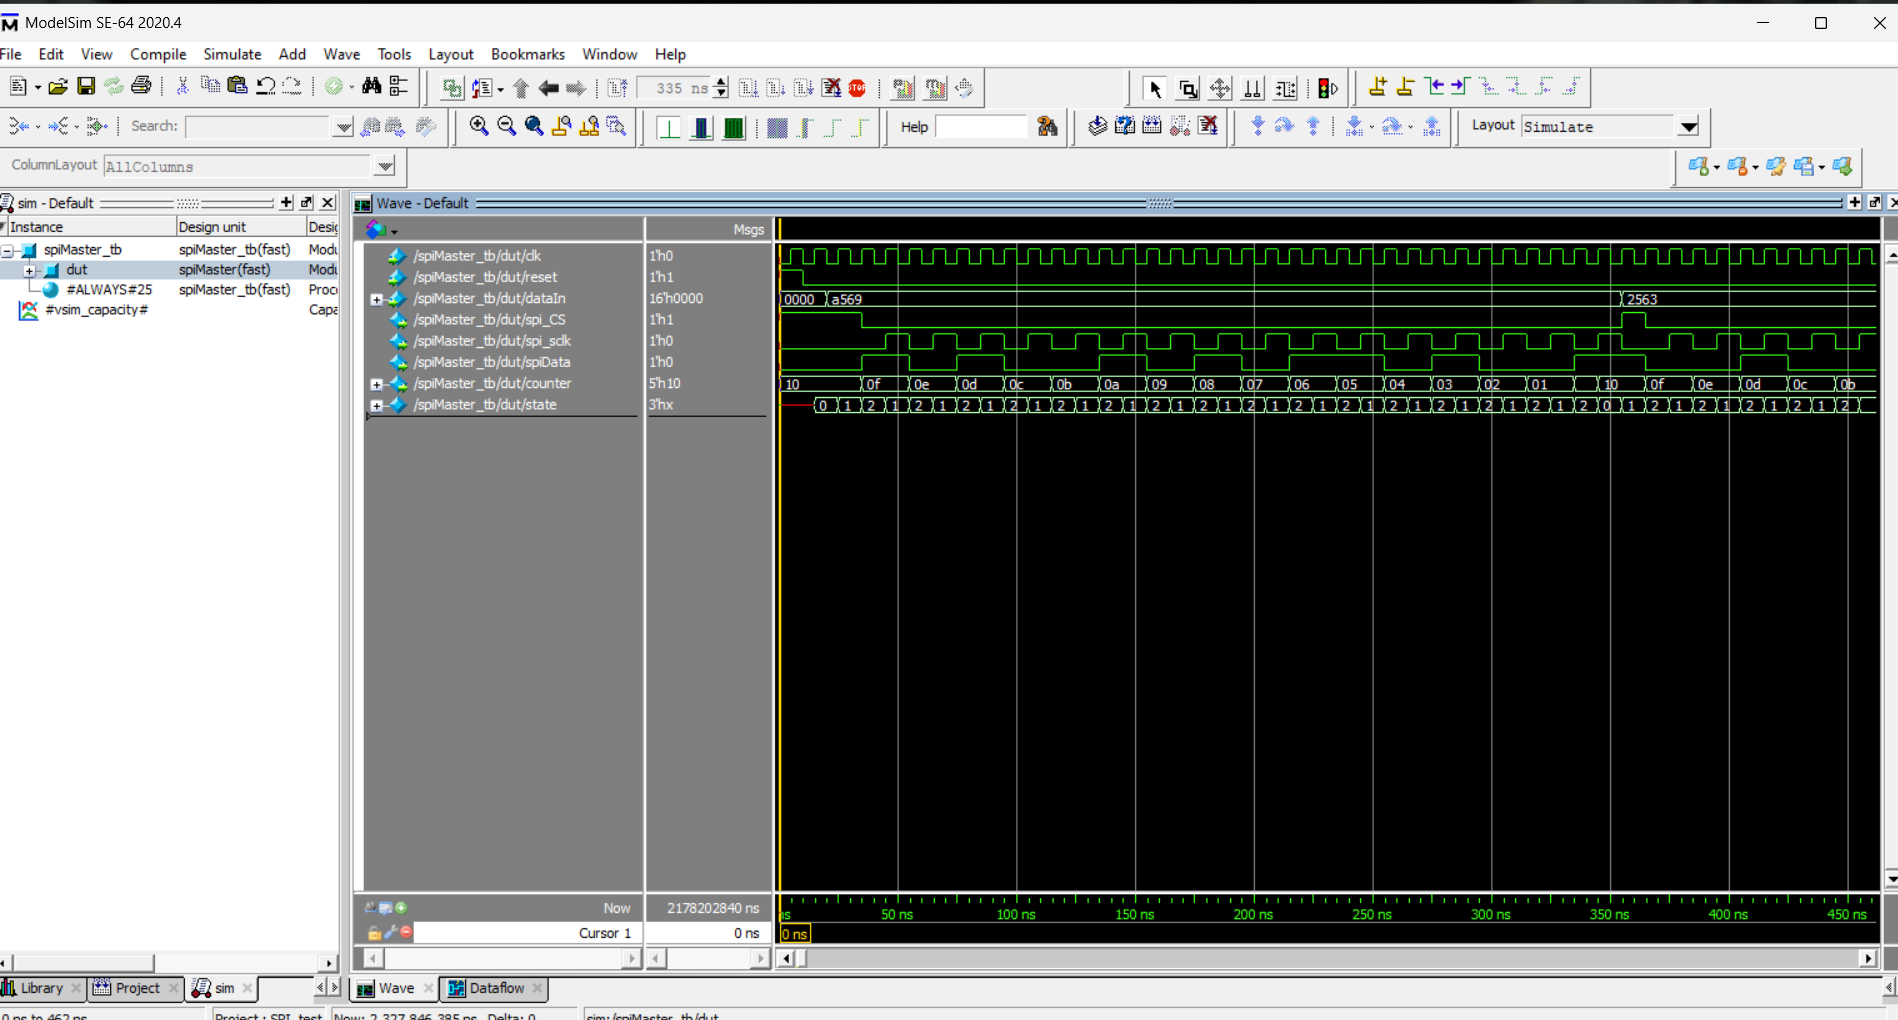 ModelSim SE-64 2020.4
File Edit View Compile Simulate Add Wave Tools Layout Bookmarks Window Help
335 ns STOP
Search: Help Layout Simulate
ColumnLayout AllColumns
sim - Default
Instance Design unit Desig
spiMaster_tb spiMaster_tb(fast) Modu
dut spiMaster(fast) Modu
#ALWAYS#25 spiMaster_tb(fast) Proc
#vsim_capacity# Capa
Wave - Default
Msgs
/spiMaster_tb/dut/clk 1'h0
/spiMaster_tb/dut/reset 1'h1
/spiMaster_tb/dut/dataIn 16'h0000 0000 a569 2563
/spiMaster_tb/dut/spi_CS 1'h1
/spiMaster_tb/dut/spi_sclk 1'h0
/spiMaster_tb/dut/spiData 1'h0
/spiMaster_tb/dut/counter 5'h10 10 0f 0e 0d 0c 0b 0a 09 08 07 06 05 04 03 02 01 10 0f 0e 0d 0c 0b
/spiMaster_tb/dut/state 3'hx 0 1 2 1 2 1 2 1 2 1 2 1 2 1 2 1 2 1 2 1 2 1 2 1 2 1 2 1 2 1 2 1 2 0 1 2 1 2 1 2 1 2 1 2
Now 2178202840 ns ns 50 ns 100 ns 150 ns 200 ns 250 ns 300 ns 350 ns 400 ns 450 ns
Cursor 1 0 ns 0 ns
Library Project sim Wave Dataflow
0 ns to 462 ns Project : SPI_test Now: 2,327,846,385 ns Delta: 0 sim:/spiMaster_tb/dut